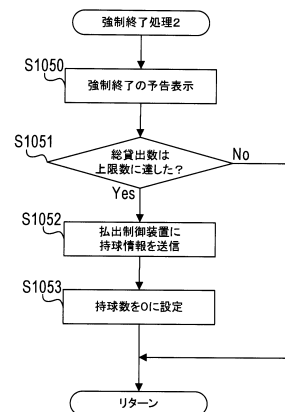 強制終了処理2
S1050
強制終了の予告表示
S1051
総貸出数は
上限数に達した?
No
Yes
S1052
払出制御装置に
持球情報を送信
S1053
持球数を0に設定
リターン